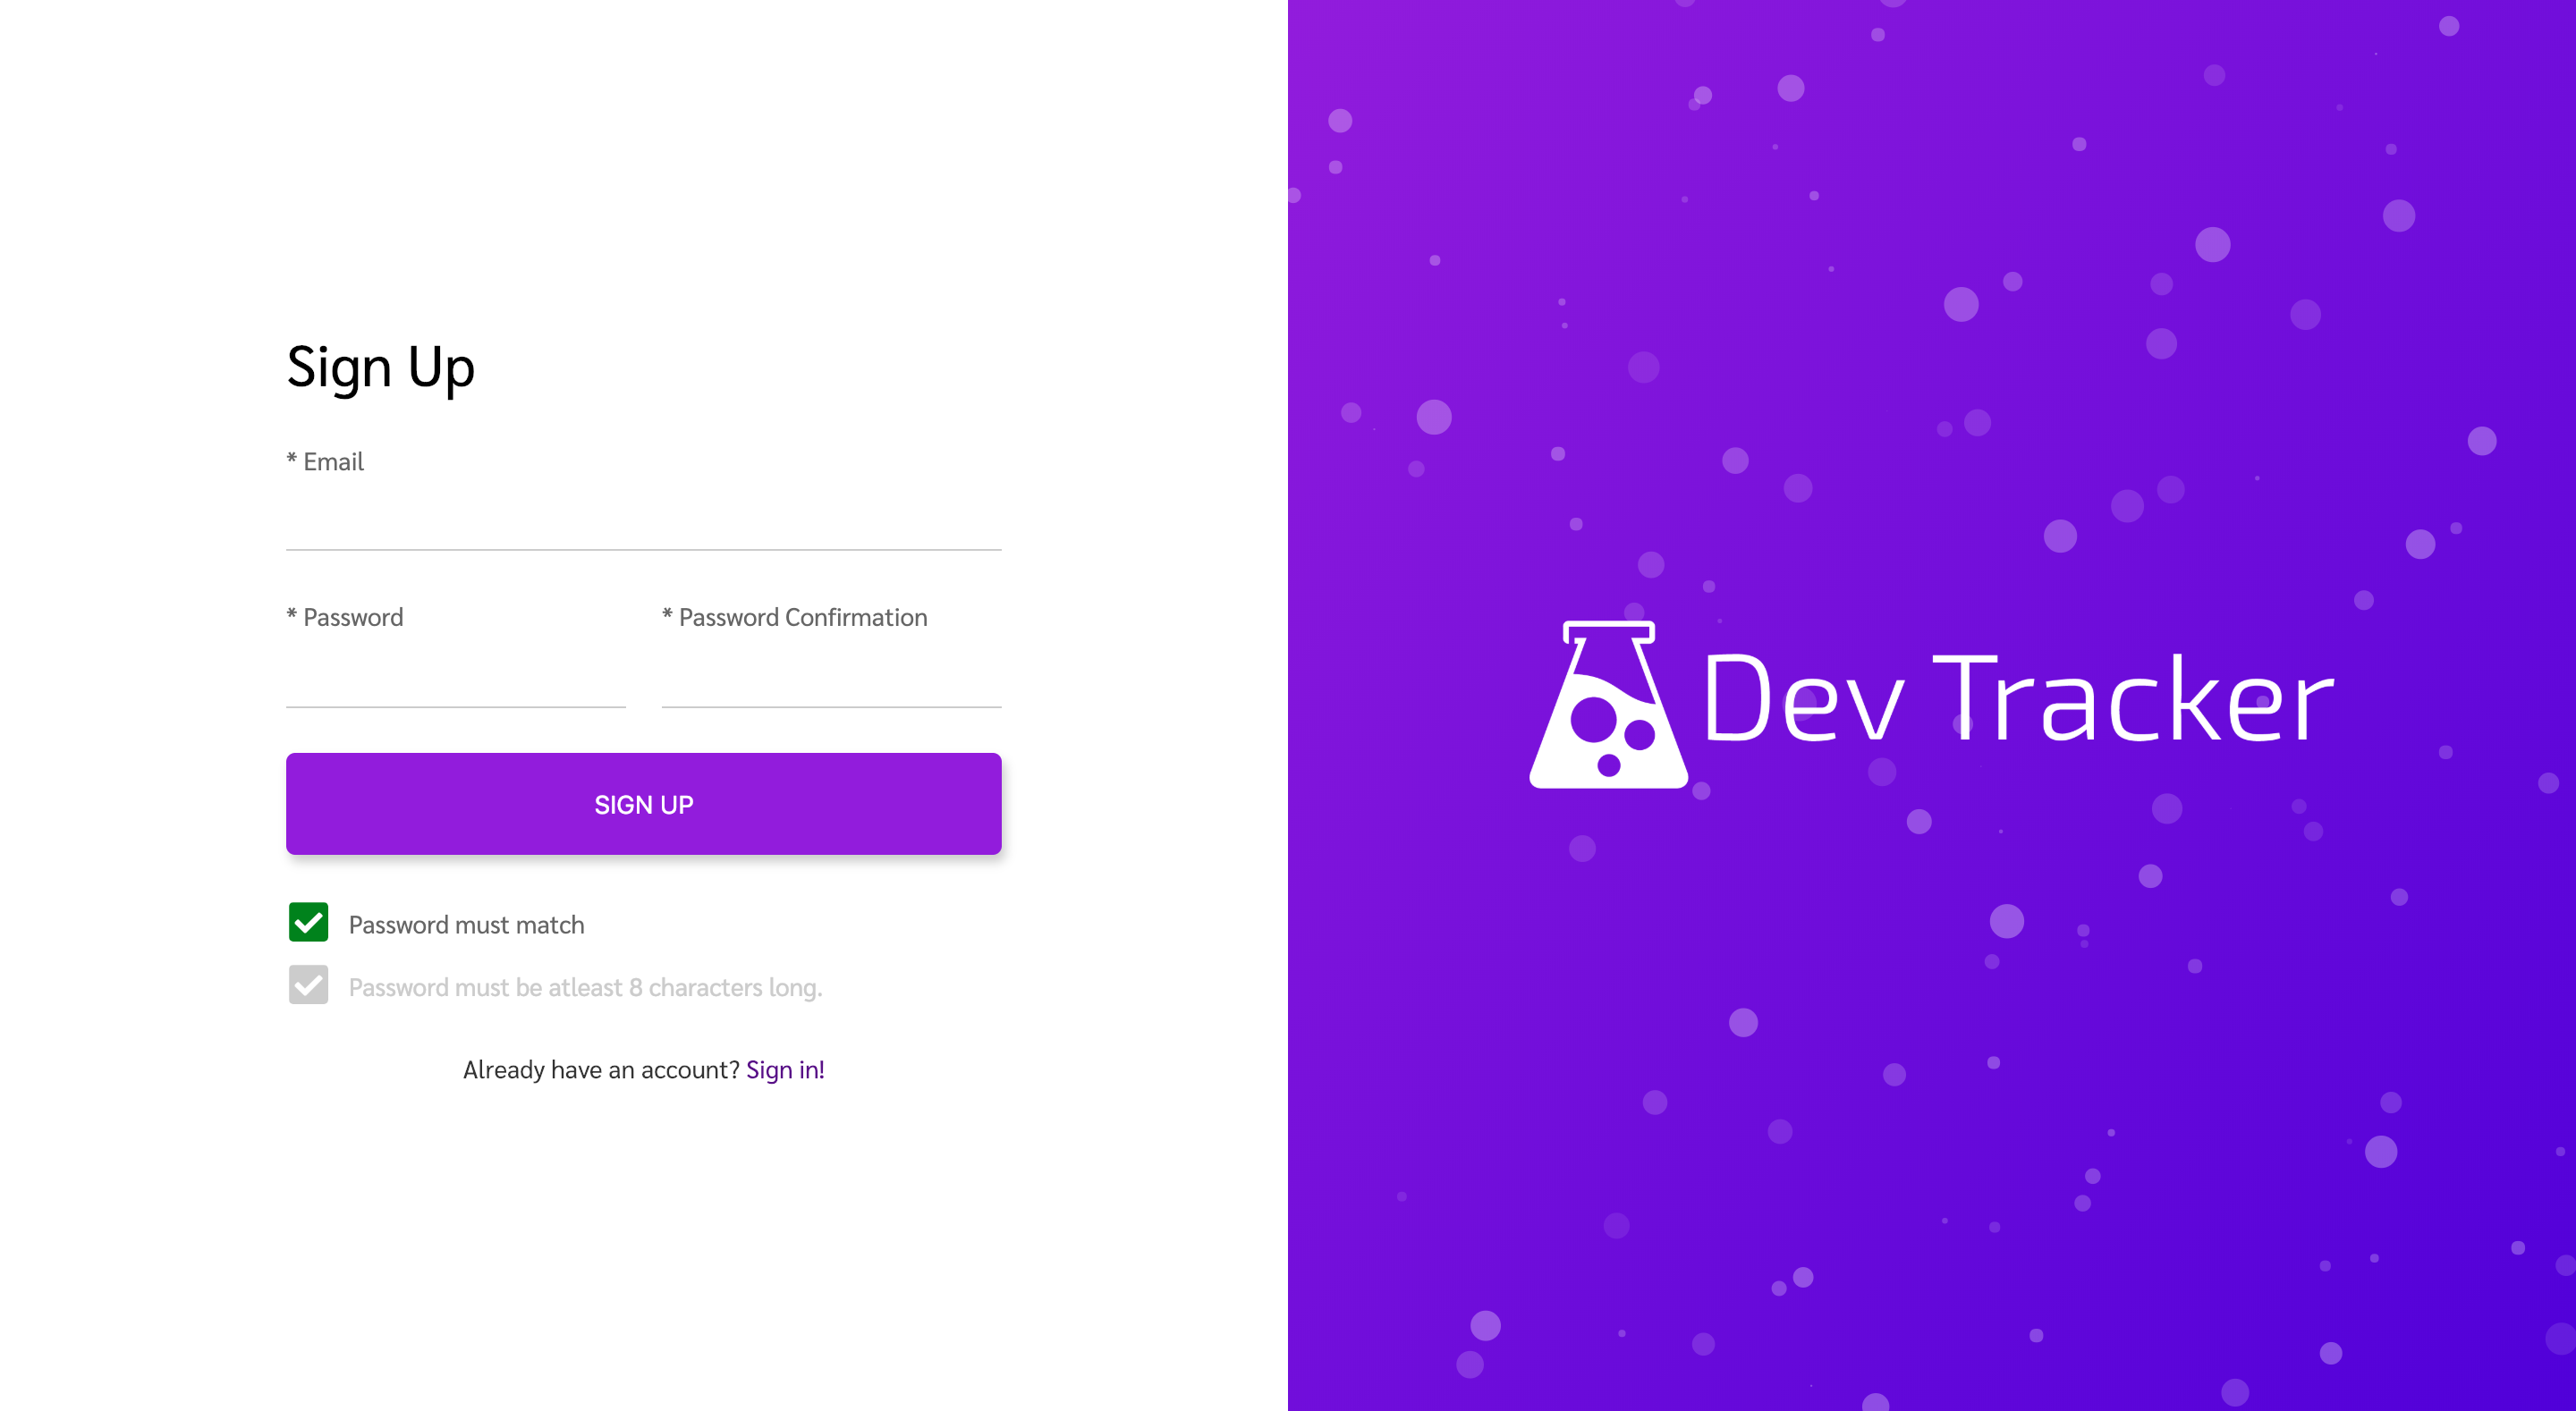 Sign Up
* Email
* Password
* Password Confirmation
SIGN UP
Password must match
Password must be atleast 8 characters long.
Already have an account? Sign in!
Dev Tracker